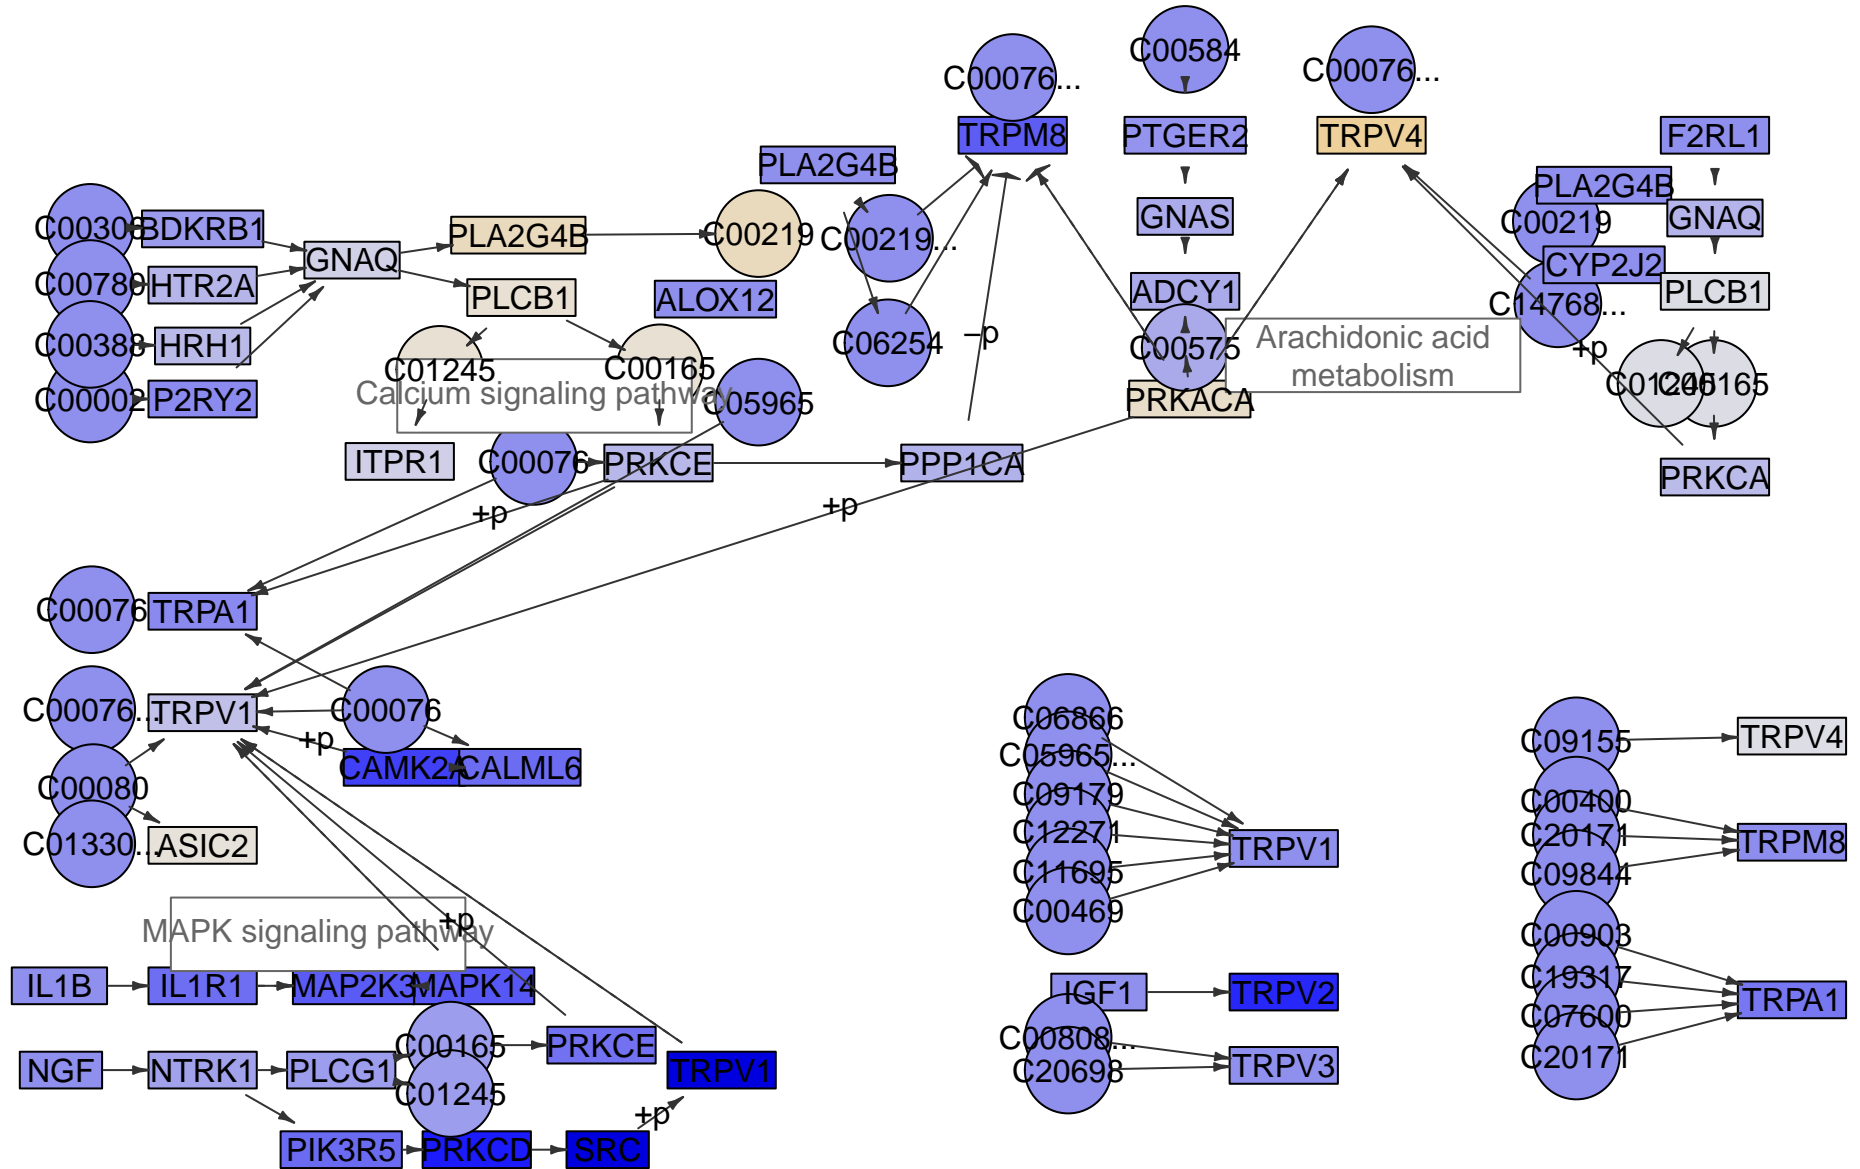 C00584
C00076...
C00076...
TRPM8
PTGER2
TRPV4
F2RL1
PLA2G4B
PLA2G4B
GNAS
C00219
GNAQ
BDKRB1
PLA2G4B
C00219
C00219...
GNAQ
CYP2J2
C00780
HTR2A
PLCB1
ALOX12
ADCY1
C14768...
PLCB1
C00388
HRH1
C06254
–p
C00575
Arachidonic acid
metabolism
+p
C01245
C00165
Calcium signaling pathway
C05965
PRKACA
C01245
C00165
C00002
P2RY2
ITPR1
C00076
PRKCE
PPP1CA
PRKCA
+p
+p
C00076
TRPA1
C00076...
TRPV1
C00076
+p
CAMK2A
CALML6
C00080
C01330...
ASIC2
C06866
C05965...
C09179
C12271
C11695
C00469
TRPV1
C09155
TRPV4
C00400
C20171
C09844
TRPM8
MAPK signaling pathway
+p
IL1B
IL1R1
MAP2K3
MAPK14
IGF1
TRPV2
C00903
C19317
C07600
C20171
TRPA1
C00165
PRKCE
C00808...
C20698
TRPV3
NGF
NTRK1
PLCG1
C01245
TRPV1
+p
PIK3R5
PRKCD
SRC